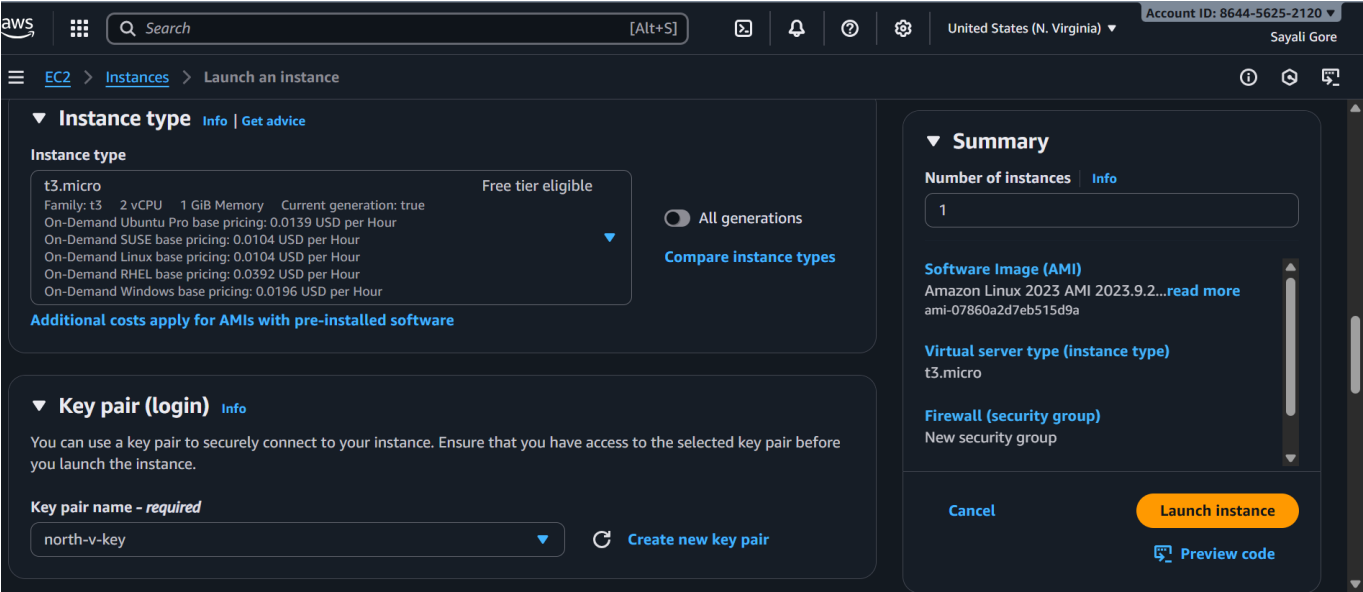 aws
Search [Alt+S]
United States (N. Virginia)
Account ID: 8644-5625-2120
Sayali Gore
EC2 > Instances > Launch an instance
Instance type Info | Get advice
Instance type
t3.micro Free tier eligible
Family: t3 2 vCPU 1 GiB Memory Current generation: true
On-Demand Ubuntu Pro base pricing: 0.0139 USD per Hour
On-Demand SUSE base pricing: 0.0104 USD per Hour
On-Demand Linux base pricing: 0.0104 USD per Hour
On-Demand RHEL base pricing: 0.0392 USD per Hour
On-Demand Windows base pricing: 0.0196 USD per Hour
All generations
Compare instance types
Additional costs apply for AMIs with pre-installed software
Key pair (login) Info
You can use a key pair to securely connect to your instance. Ensure that you have access to the selected key pair before
you launch the instance.
Key pair name - required
north-v-key
Create new key pair
Summary
Number of instances Info
1
Software Image (AMI)
Amazon Linux 2023 AMI 2023.9.2...read more
ami-07860a2d7eb515d9a
Virtual server type (instance type)
t3.micro
Firewall (security group)
New security group
Cancel
Launch instance
Preview code